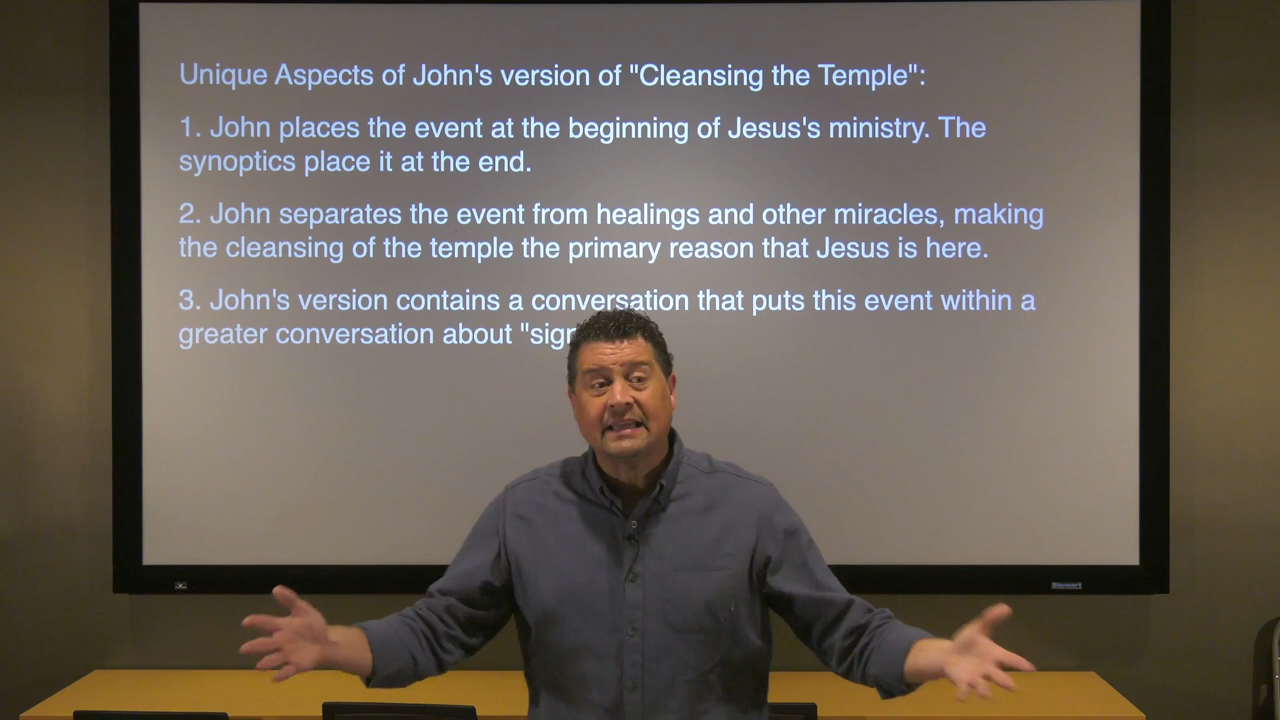 Unique Aspects of John's version of "Cleansing the Temple":
1. John places the event at the beginning of Jesus's ministry. The
synoptics place it at the end.
2. John separates the event from healings and other miracles, making
the cleansing of the temple the primary reason that Jesus is here.
3. John's version contains a conversation that puts this event within a
greater conversation about
Stewart